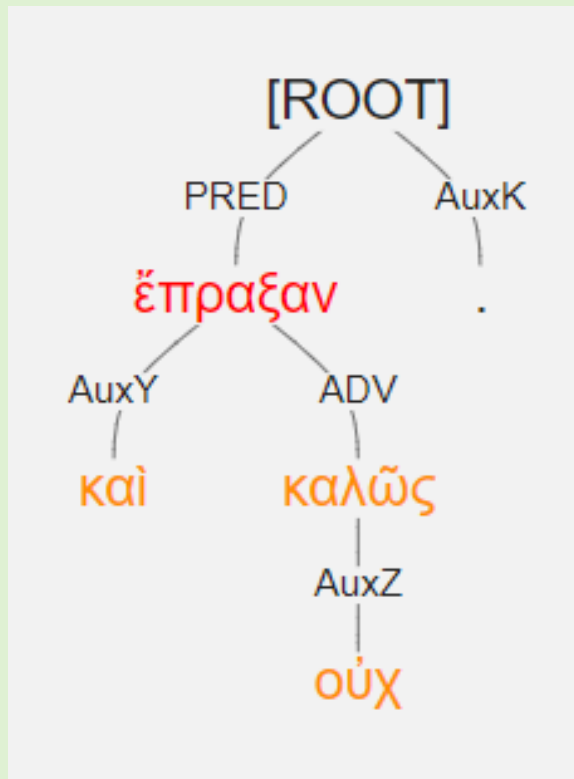 [ROOT]
PRED AuxK
ἔπραξαν .
AuxY ADV
καὶ καλῶς
AuxZ
οὐχ